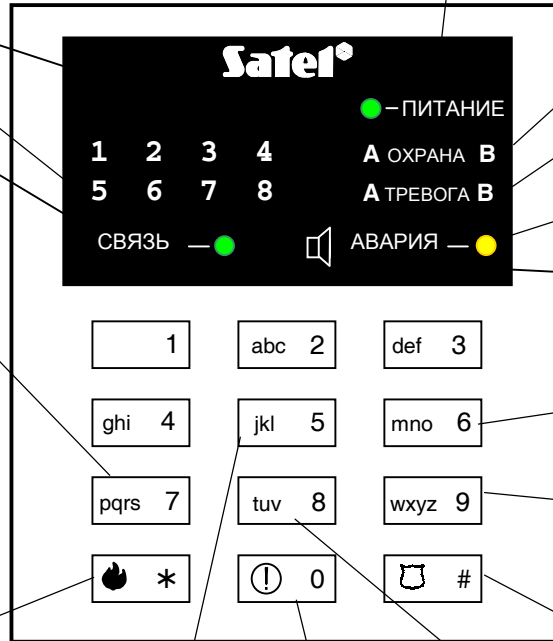 Satel
ПИТАНИЕ
1 2 3 4 A ОХРАНА B
5 6 7 8 A ТРЕВОГА B
СВЯЗЬ АВАРИЯ
1 abc 2 def 3
ghi 4 jkl 5 mno 6
pqrs 7 tuv 8 wxyz 9
* 0 #